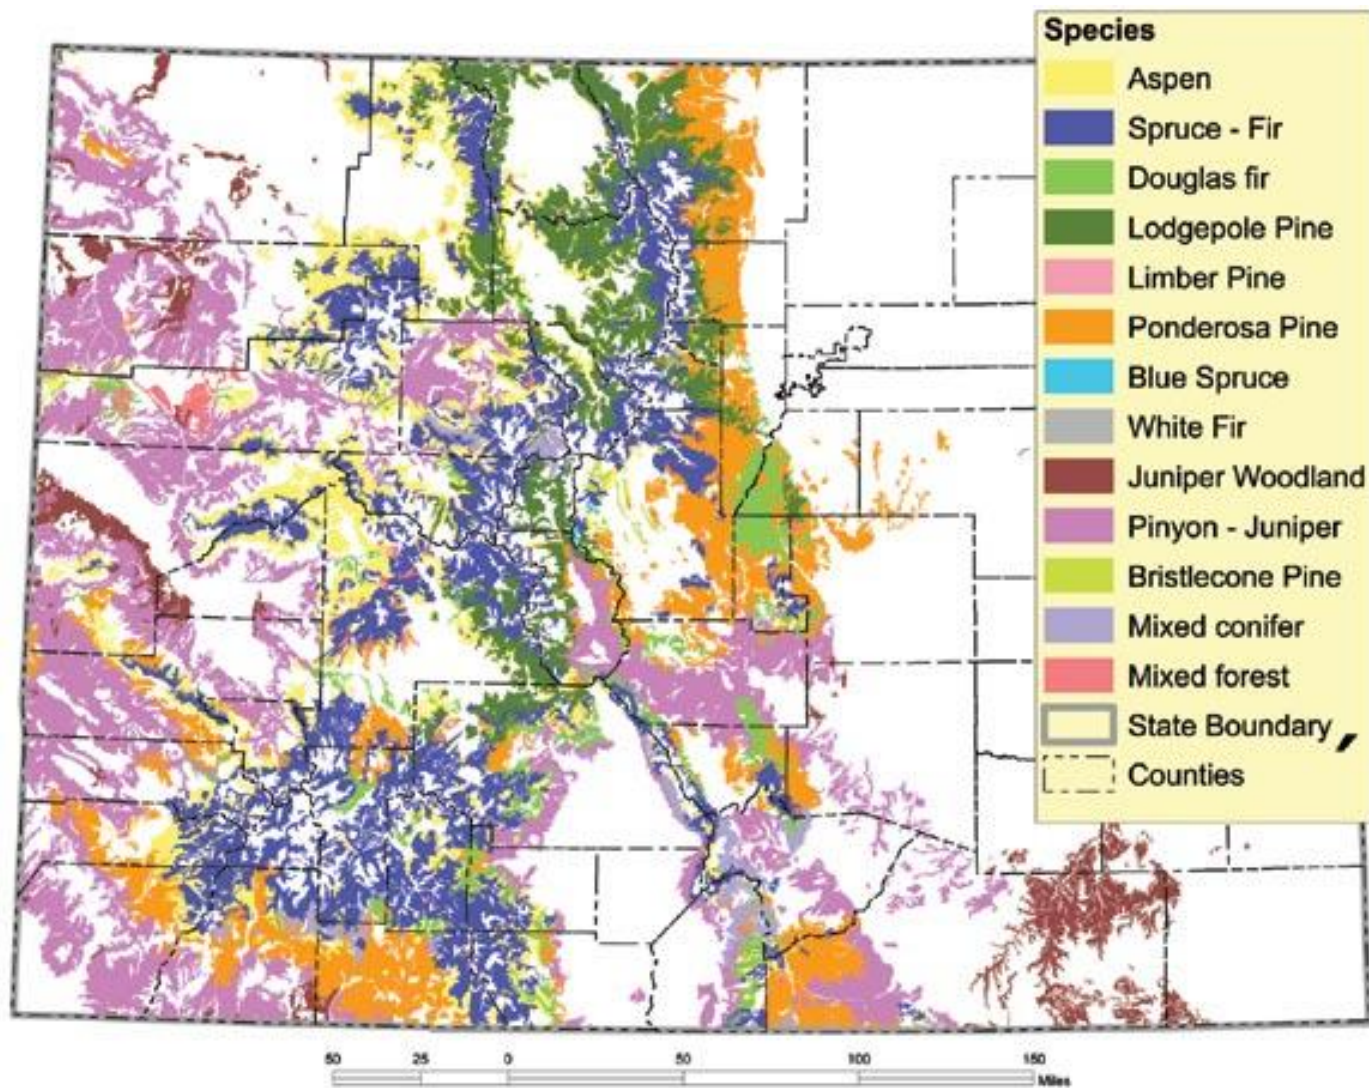 Species
Aspen
Spruce - Fir
Douglas fir
Lodgepole Pine
Limber Pine
Ponderosa Pine
Blue Spruce
White Fir
Juniper Woodland
Pinyon - Juniper
Bristlecone Pine
Mixed conifer
Mixed forest
State Boundary
Counties
50 25 0 50 100 150
Miles